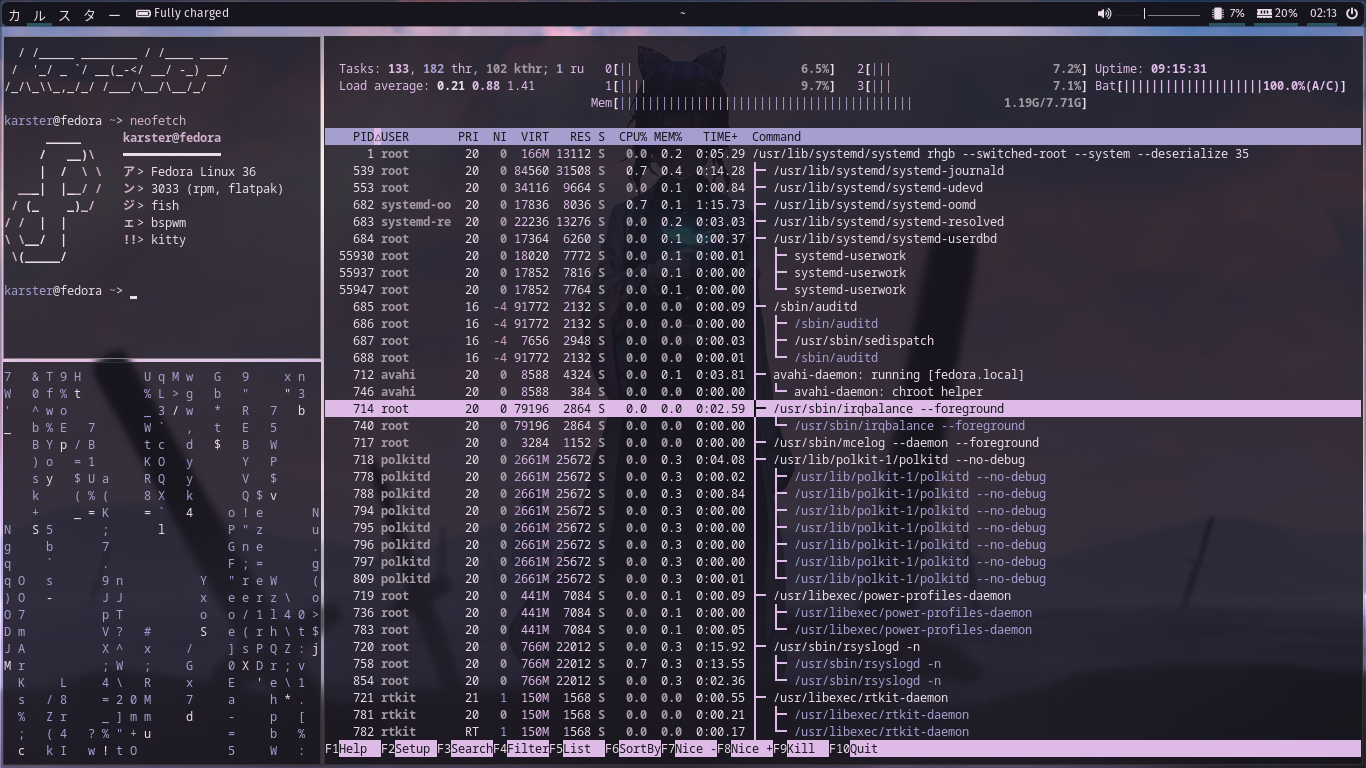 カ ル ス タ ー Fully charged ~ 7% 20% 02:13
karster@fedora ~> neofetch
karster@fedora
ア> Fedora Linux 36
ン> 3033 (rpm, flatpak)
ジ> fish
ェ> bspwm
!!> kitty
karster@fedora ~> _
7 & T 9 H U q M w G 9 x n
W 0 f % t % L > g b " " 3
' ^ w o _ 3 / w * R 7 b
_ b % E 7 W ` , t E 5
B Y p / B t c d $ B W
) o = 1 K O y Y P
s y $ U a R Q y V $
k ( % ( 8 X k Q $ v
+ _ = K = ` 4 o ! e N
N S 5 ; l P " z u
g b 7 G n e .
q ` . F ; = g
q O s 9 n Y " r e W (
) O - J J x e e r z \ o
O 7 p T o o / 1 l 4 0 >
D m V ? # S e ( r h \ t $
J A X ^ x / ] s P Q Z : j
M r ; W ; G 0 X D r ; v
K L 4 \ R x E ' e \ 1
s / 8 = 2 0 M 7 a h * .
% Z r _ ] m m d - p [
; ( 4 ? % " + u = b %
c k I w ! t O 5 W :
Tasks: 133, 182 thr, 102 kthr; 1 ru 0[|| 6.5%] 2[||| 7.2%] Uptime: 09:15:31
Load average: 0.21 0.88 1.41 1[|||| 9.7%] 3[||| 7.1%] Bat[||||||||||||||||||||100.0%(A/C)]
Mem[||||||||||||||||||||||||||||||||||||||||||| 1.19G/7.71G]
PID△USER PRI NI VIRT RES S CPU% MEM% TIME+ Command
1 root 20 0 166M 13112 S 0.0 0.2 0:05.29 /usr/lib/systemd/systemd rhgb --switched-root --system --deserialize 35
539 root 20 0 84560 31508 S 0.7 0.4 0:14.28 /usr/lib/systemd/systemd-journald
553 root 20 0 34116 9664 S 0.0 0.1 0:00.84 /usr/lib/systemd/systemd-udevd
682 systemd-oo 20 0 17836 8036 S 0.7 0.1 1:15.73 /usr/lib/systemd/systemd-oomd
683 systemd-re 20 0 22236 13276 S 0.0 0.2 0:03.03 /usr/lib/systemd/systemd-resolved
684 root 20 0 17364 6260 S 0.0 0.1 0:00.37 /usr/lib/systemd/systemd-userdbd
55930 root 20 0 18020 7772 S 0.0 0.1 0:00.01 systemd-userwork
55937 root 20 0 17852 7816 S 0.0 0.1 0:00.00 systemd-userwork
55947 root 20 0 17852 7764 S 0.0 0.1 0:00.00 systemd-userwork
685 root 16 -4 91772 2132 S 0.0 0.0 0:00.09 /sbin/auditd
686 root 16 -4 91772 2132 S 0.0 0.0 0:00.00 /sbin/auditd
687 root 16 -4 7656 2948 S 0.0 0.0 0:00.03 /usr/sbin/sedispatch
688 root 16 -4 91772 2132 S 0.0 0.0 0:00.01 /sbin/auditd
712 avahi 20 0 8588 4324 S 0.0 0.1 0:03.81 avahi-daemon: running [fedora.local]
746 avahi 20 0 8588 384 S 0.0 0.0 0:00.00 avahi-daemon: chroot helper
714 root 20 0 79196 2864 S 0.0 0.0 0:02.59 /usr/sbin/irqbalance --foreground
740 root 20 0 79196 2864 S 0.0 0.0 0:00.00 /usr/sbin/irqbalance --foreground
717 root 20 0 3284 1152 S 0.0 0.0 0:00.00 /usr/sbin/mcelog --daemon --foreground
718 polkitd 20 0 2661M 25672 S 0.0 0.3 0:04.08 /usr/lib/polkit-1/polkitd --no-debug
778 polkitd 20 0 2661M 25672 S 0.0 0.3 0:00.02 /usr/lib/polkit-1/polkitd --no-debug
788 polkitd 20 0 2661M 25672 S 0.0 0.3 0:00.84 /usr/lib/polkit-1/polkitd --no-debug
794 polkitd 20 0 2661M 25672 S 0.0 0.3 0:00.00 /usr/lib/polkit-1/polkitd --no-debug
795 polkitd 20 0 2661M 25672 S 0.0 0.3 0:00.00 /usr/lib/polkit-1/polkitd --no-debug
796 polkitd 20 0 2661M 25672 S 0.0 0.3 0:00.00 /usr/lib/polkit-1/polkitd --no-debug
797 polkitd 20 0 2661M 25672 S 0.0 0.3 0:00.00 /usr/lib/polkit-1/polkitd --no-debug
809 polkitd 20 0 2661M 25672 S 0.0 0.3 0:00.01 /usr/lib/polkit-1/polkitd --no-debug
719 root 20 0 441M 7084 S 0.0 0.1 0:00.09 /usr/libexec/power-profiles-daemon
736 root 20 0 441M 7084 S 0.0 0.1 0:00.00 /usr/libexec/power-profiles-daemon
783 root 20 0 441M 7084 S 0.0 0.1 0:00.05 /usr/libexec/power-profiles-daemon
720 root 20 0 766M 22012 S 0.0 0.3 0:15.92 /usr/sbin/rsyslogd -n
758 root 20 0 766M 22012 S 0.7 0.3 0:13.55 /usr/sbin/rsyslogd -n
854 root 20 0 766M 22012 S 0.0 0.3 0:02.36 /usr/sbin/rsyslogd -n
721 rtkit 21 1 150M 1568 S 0.0 0.0 0:00.55 /usr/libexec/rtkit-daemon
781 rtkit 20 0 150M 1568 S 0.0 0.0 0:00.21 /usr/libexec/rtkit-daemon
782 rtkit RT 1 150M 1568 S 0.0 0.0 0:00.17 /usr/libexec/rtkit-daemon
F1Help F2Setup F3SearchF4FilterF5List F6SortByF7Nice -F8Nice +F9Kill F10Quit